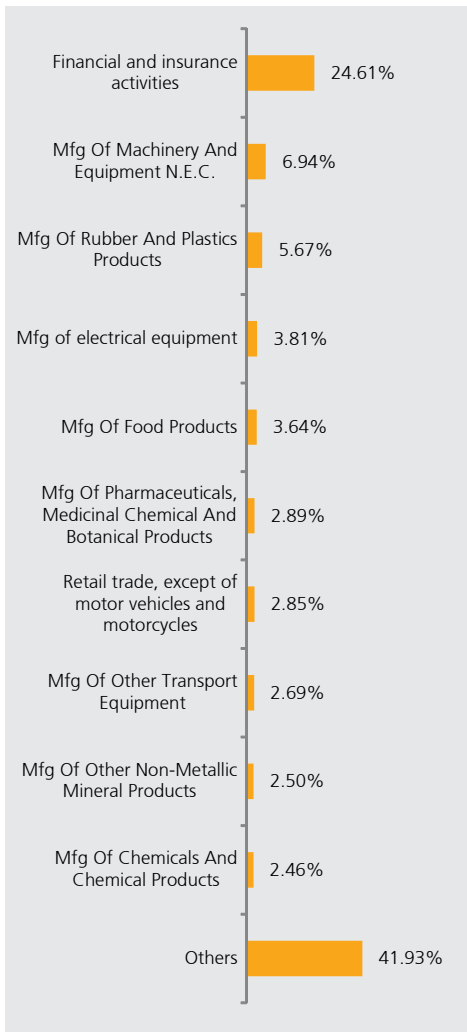 Financial and insurance
activities
24.61%
Mfg Of Machinery And
Equipment N.E.C.
6.94%
Mfg Of Rubber And Plastics
Products
5.67%
Mfg of electrical equipment
3.81%
Mfg Of Food Products
3.64%
Mfg Of Pharmaceuticals,
Medicinal Chemical And
Botanical Products
2.89%
Retail trade, except of
motor vehicles and
motorcycles
2.85%
Mfg Of Other Transport
Equipment
2.69%
Mfg Of Other Non-Metallic
Mineral Products
2.50%
Mfg Of Chemicals And
Chemical Products
2.46%
Others
41.93%